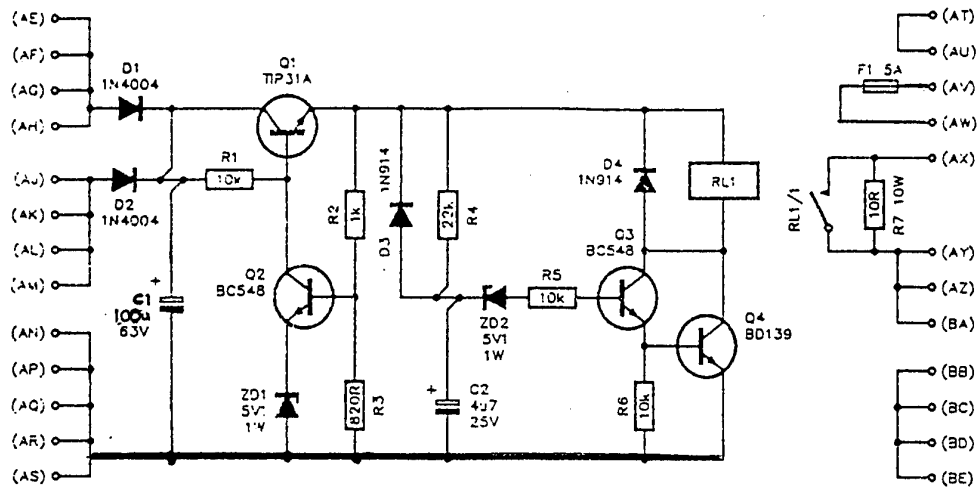 (AE)
(AF)
(AG)
(AH)
(AJ)
(AK)
(AL)
(AM)
(AN)
(AP)
(AQ)
(AR)
(AS)
D1
1N4004
D2
1N4004
C1
100u
63V
+
Q1
TIP31A
R1
10k
Q2
BC548
ZD1
5V1
1W
R2
1k
R3
820R
D3
1N914
R4
22k
+
C2
4u7
25V
ZD2
5V1
1W
R5
10k
Q3
BC548
D4
1N914
RL1
Q4
BD139
R6
10k
F1 5A
RL1/1
10R
R7 10W
(AT)
(AU)
(AV)
(AW)
(AX)
(AY)
(AZ)
(BA)
(BB)
(BC)
(BD)
(BE)